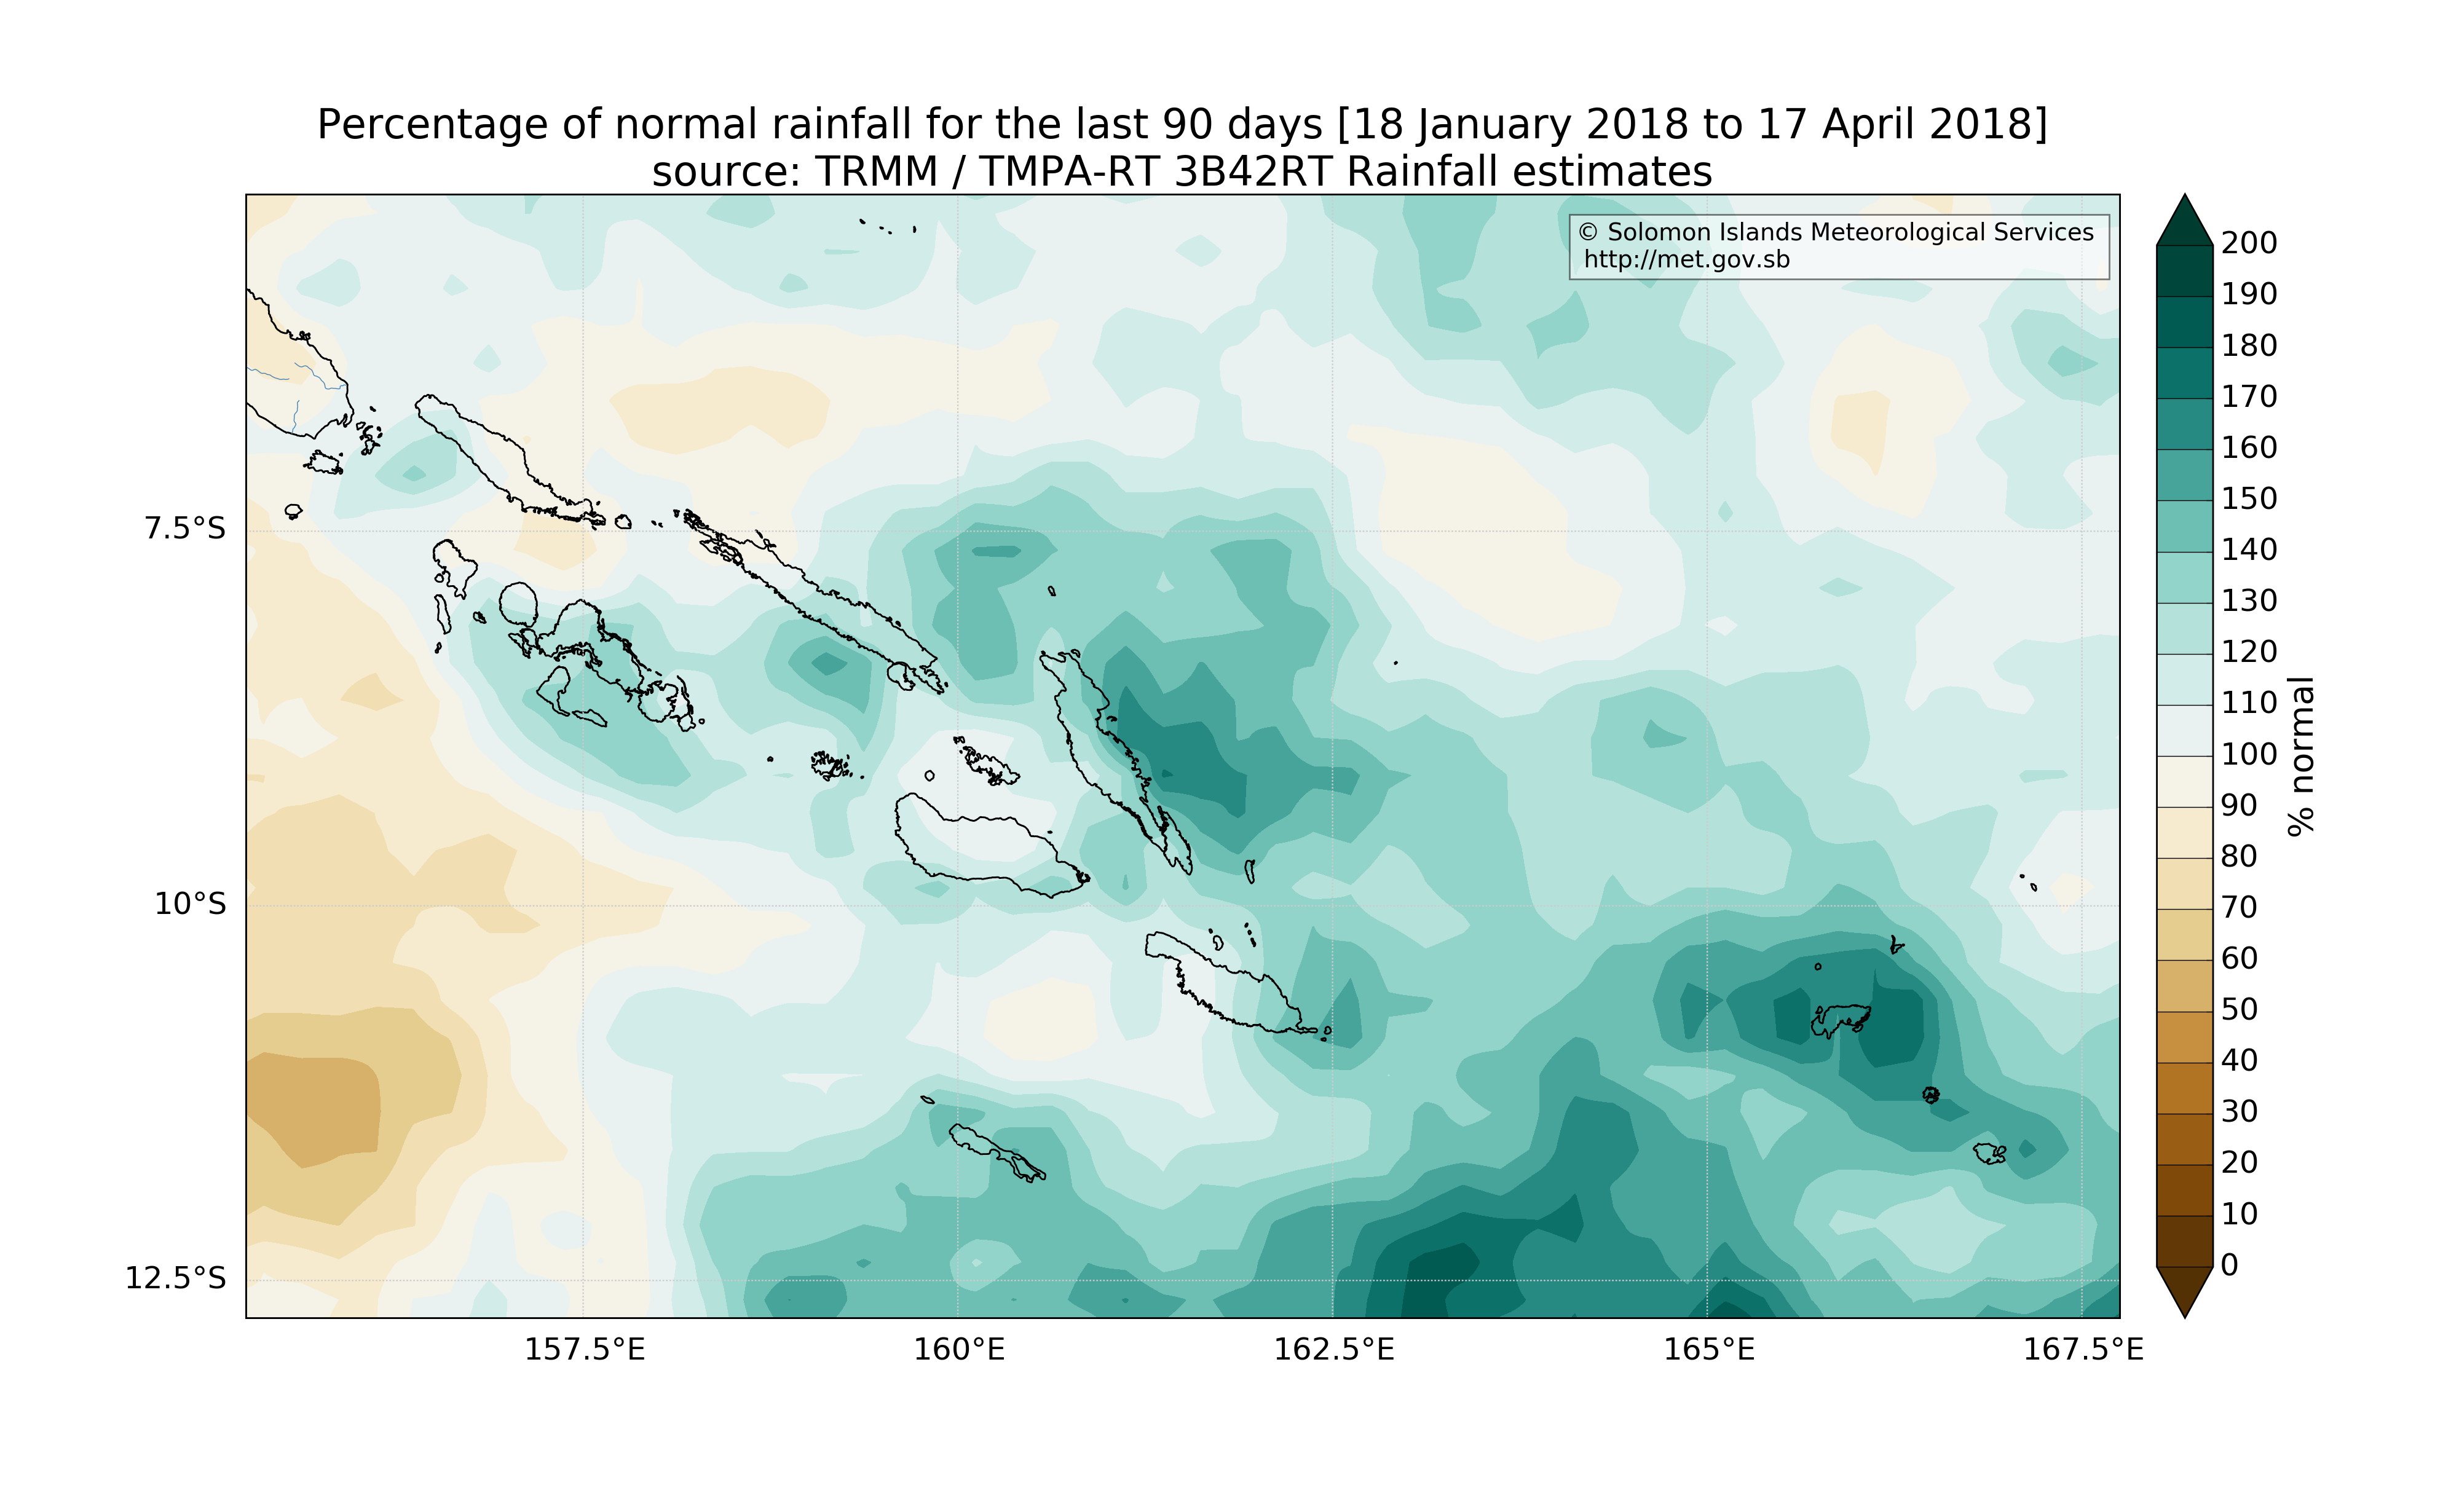 Percentage of normal rainfall for the last 90 days [18 January 2018 to 17 April 2018]
source: TRMM / TMPA-RT 3B42RT Rainfall estimates
© Solomon Islands Meteorological Services
http://met.gov.sb
7.5°S
10°S
12.5°S
157.5°E
160°E
162.5°E
165°E
167.5°E
200
190
180
170
160
150
140
130
120
110
100
90
80
70
60
50
40
30
20
10
0
% normal